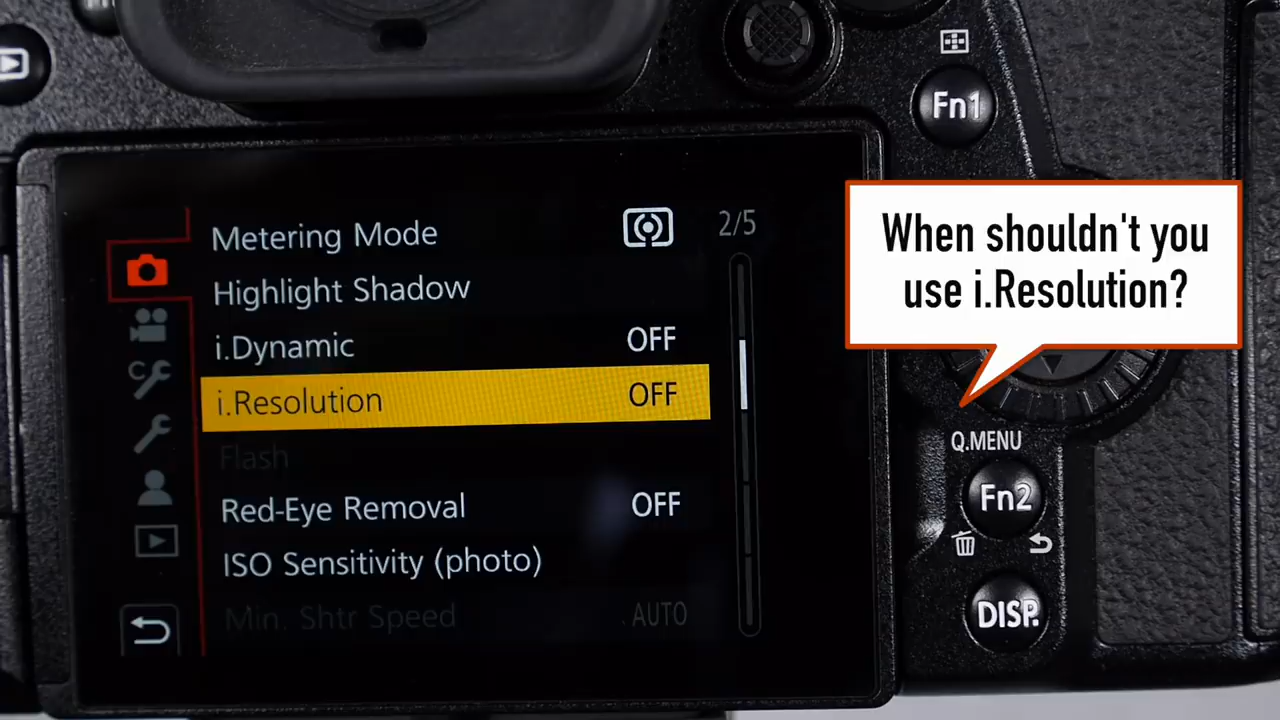 Fn1
Metering Mode
2/5
Highlight Shadow
i.Dynamic OFF
i.Resolution OFF
Flash
Red-Eye Removal OFF
ISO Sensitivity (photo)
Min. Shtr Speed AUTO
When shouldn't you
use i.Resolution?
Q.MENU
Fn2
DISP.